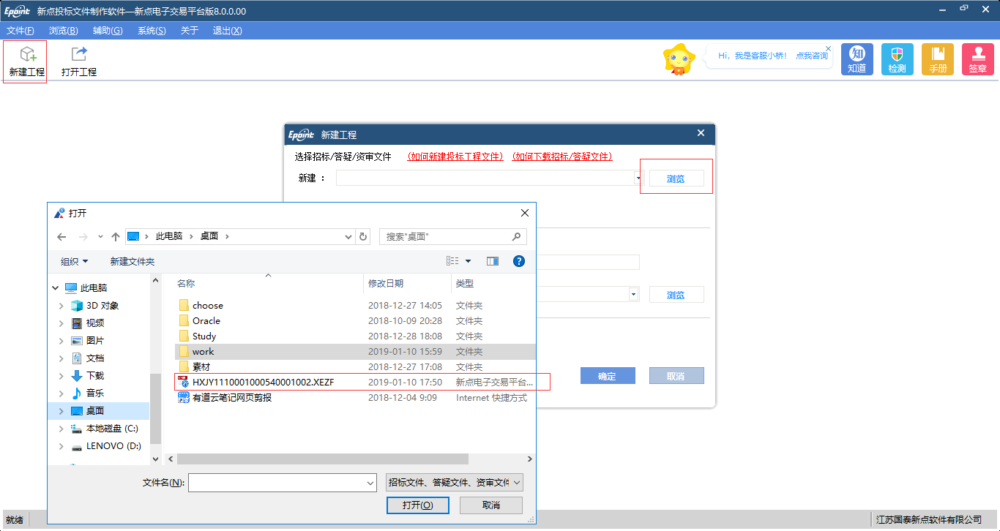 Epoint 新点投标文件制作软件—新点电子交易平台版8.0.0.00
文件(F) 浏览(B) 辅助(G) 系统(S) 关于 退出(X)
新建工程 打开工程
Hi，我是客服小桥！ 点我咨询
知 知道 检测 手册 签章
Epoint 新建工程
选择招标/答疑/资审文件 (如何新建投标工程文件) (如何下载招标/答疑文件)
新建 ： 浏览
浏览
确定 取消
打开
此电脑 桌面 搜索"桌面"
组织 新建文件夹
此电脑
3D 对象
视频
图片
文档
下载
音乐
桌面
本地磁盘 (C:)
LENOVO (D:)
名称 修改日期 类型
choose 2018-12-27 14:05 文件夹
Oracle 2018-10-09 20:28 文件夹
Study 2018-12-28 18:08 文件夹
work 2019-01-10 15:59 文件夹
素材 2018-12-27 17:08 文件夹
HXJY1110001000540001002.XEZF 2019-01-10 17:50 新点电子交易平台...
有道云笔记网页剪报 2018-12-04 9:09 Internet 快捷方式
文件名(N): 招标文件、答疑文件、资审文件
打开(O) 取消
就绪 江苏国泰新点软件有限公司